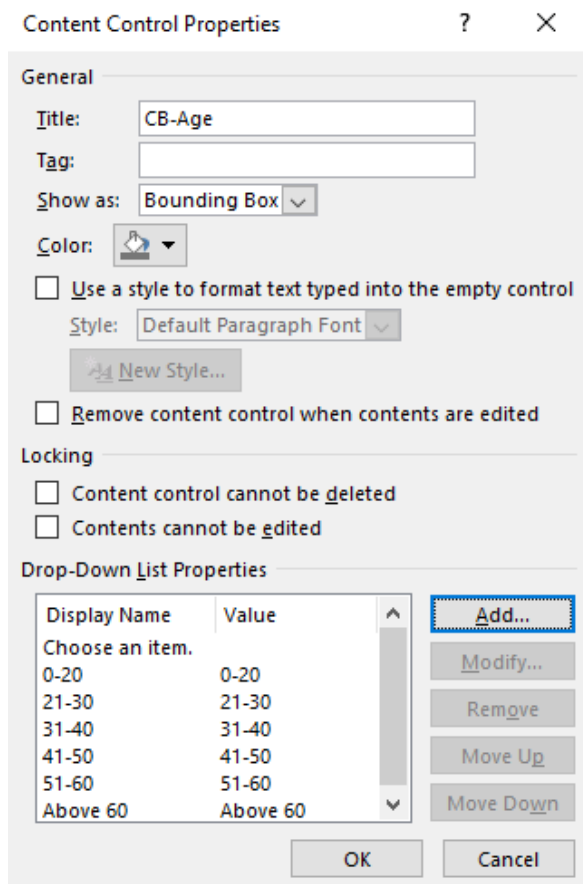 Content Control Properties ? ×
General
Title: CB-Age
Tag:
Show as: Bounding Box
Color:
Use a style to format text typed into the empty control
Style: Default Paragraph Font
New Style...
Remove content control when contents are edited
Locking
Content control cannot be deleted
Contents cannot be edited
Drop-Down List Properties
Display Name Value Add...
Choose an item.
0-20 0-20 Modify...
21-30 21-30 Remove
31-40 31-40
41-50 41-50 Move Up
51-60 51-60
Above 60 Above 60 Move Down
OK Cancel